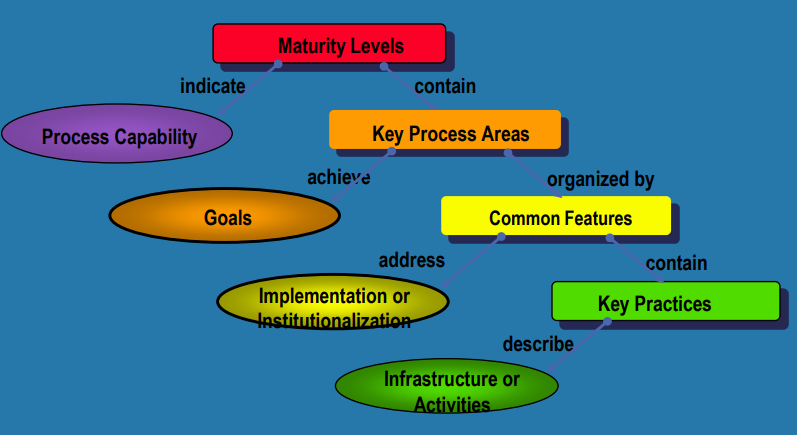 Maturity Levels
indicate
contain
Process Capability
Key Process Areas
achieve
organized by
Goals
Common Features
address
contain
Implementation or
Institutionalization
Key Practices
describe
Infrastructure or
Activities